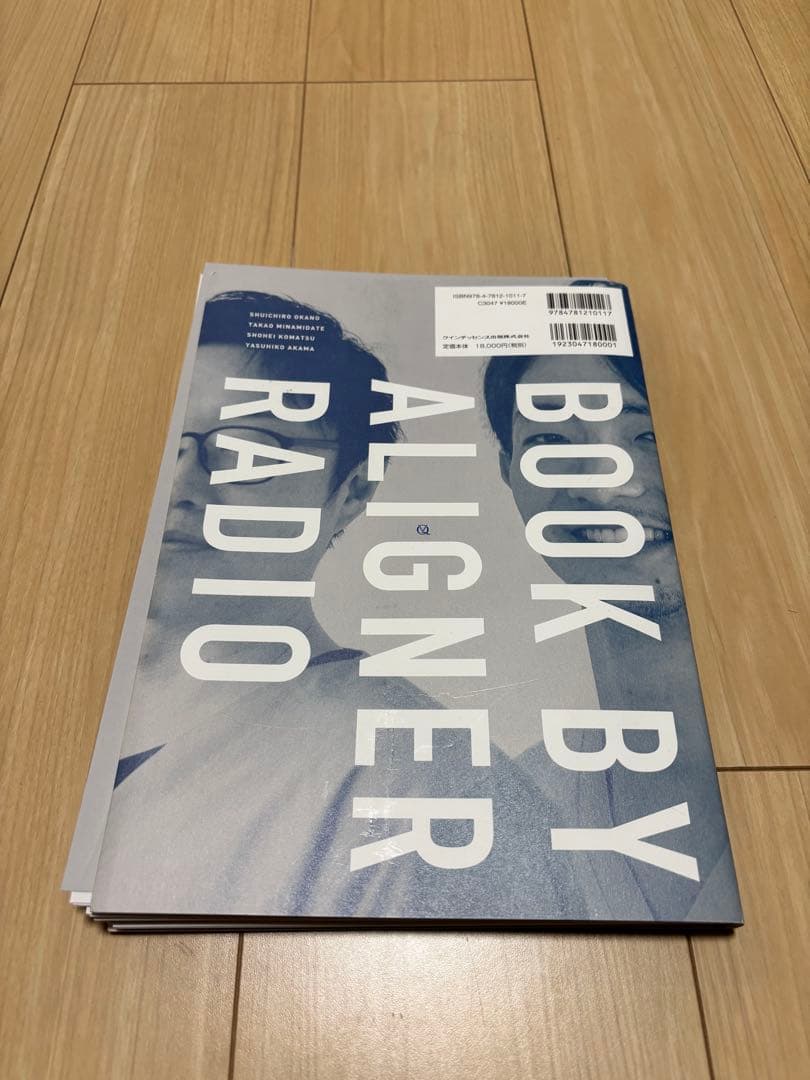 SHUICHIRO OKANO
TAKAO MINAMIDATE
SHOHEI KOMATSU
YASUHIKO AKAMA
ISBN978-4-7812-1011-7
C3047 ¥18000E
クインテッセンス出版株式会社
定価本体 18,000円(税別)
9784781210117
1923047180001
BOOK BY
ALIGNER
RADIO